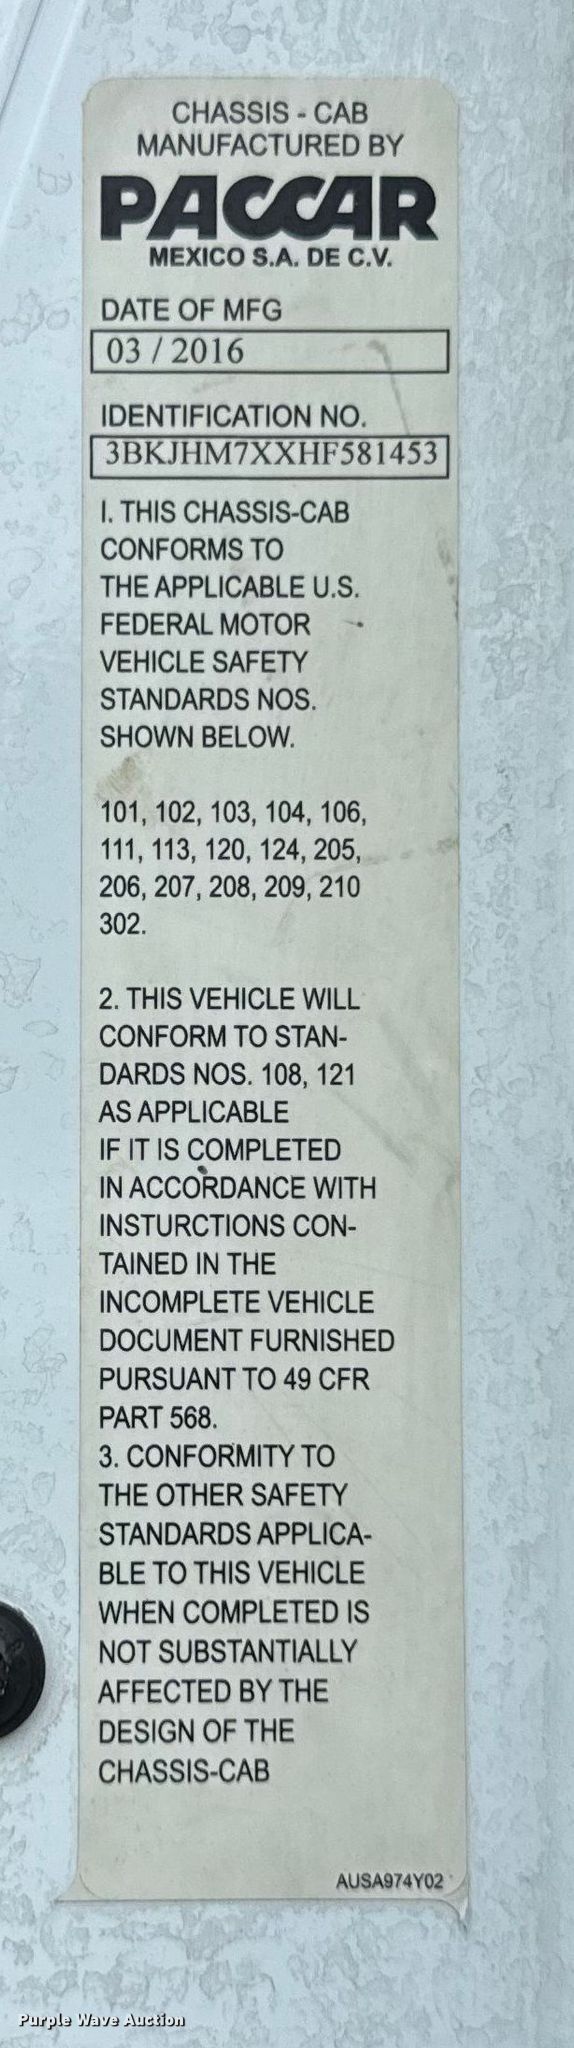 CHASSIS - CAB
MANUFACTURED BY
PACCAR
MEXICO S.A. DE C.V.
DATE OF MFG
03 / 2016
IDENTIFICATION NO.
3BKJHM7XXHF581453
I. THIS CHASSIS-CAB
CONFORMS TO
THE APPLICABLE U.S.
FEDERAL MOTOR
VEHICLE SAFETY
STANDARDS NOS.
SHOWN BELOW.
101, 102, 103, 104, 106,
111, 113, 120, 124, 205,
206, 207, 208, 209, 210
302.
2. THIS VEHICLE WILL
CONFORM TO STAN-
DARDS NOS. 108, 121
AS APPLICABLE
IF IT IS COMPLETED
IN ACCORDANCE WITH
INSTURCTIONS CON-
TAINED IN THE
INCOMPLETE VEHICLE
DOCUMENT FURNISHED
PURSUANT TO 49 CFR
PART 568.
3. CONFORMITY TO
THE OTHER SAFETY
STANDARDS APPLICA-
BLE TO THIS VEHICLE
WHEN COMPLETED IS
NOT SUBSTANTIALLY
AFFECTED BY THE
DESIGN OF THE
CHASSIS-CAB
AUSA974Y02
Purple Wave Auction